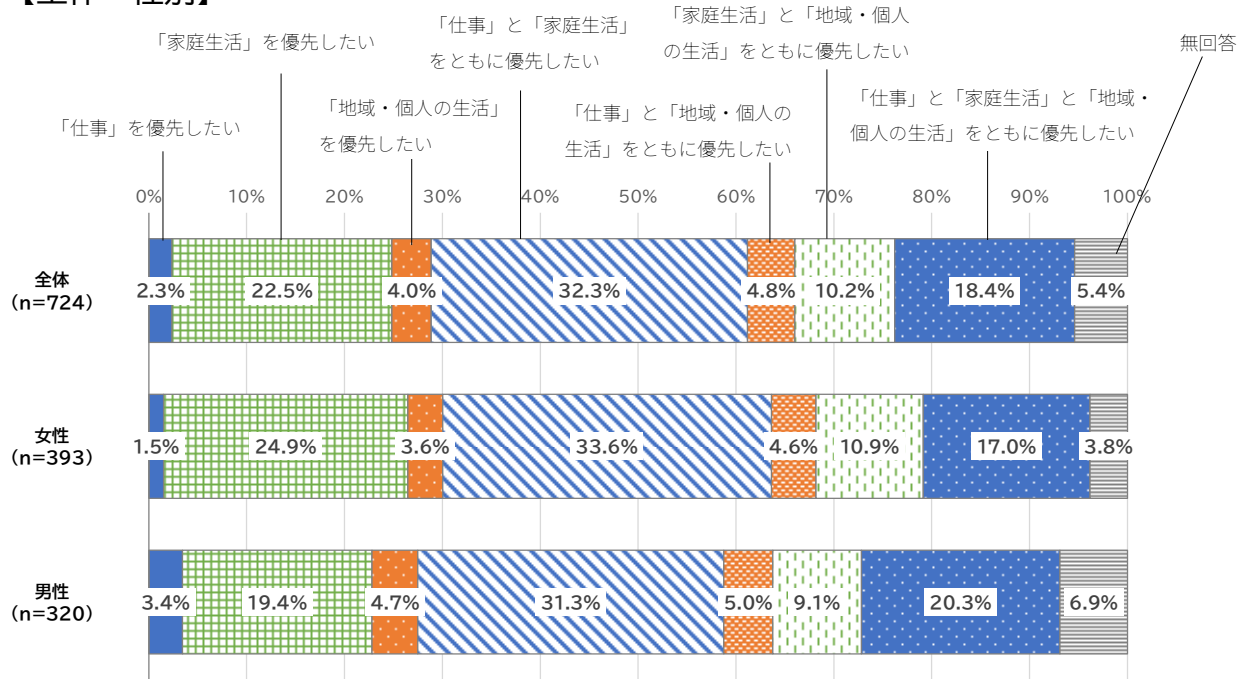 「家庭生活」を優先したい
「仕事」と「家庭生活」
をともに優先したい
「家庭生活」と「地域・個人
の生活」をともに優先したい
無回答
「仕事」を優先したい
「地域・個人の生活」
を優先したい
「仕事」と「地域・個人の
生活」をともに優先したい
「仕事」と「家庭生活」と「地域・
個人の生活」をともに優先したい
0% 10% 20% 30% 40% 50% 60% 70% 80% 90% 100%
全体
(n=724)
2.3% 22.5% 4.0% 32.3% 4.8% 10.2% 18.4% 5.4%
女性
(n=393)
1.5% 24.9% 3.6% 33.6% 4.6% 10.9% 17.0% 3.8%
男性
(n=320)
3.4% 19.4% 4.7% 31.3% 5.0% 9.1% 20.3% 6.9%